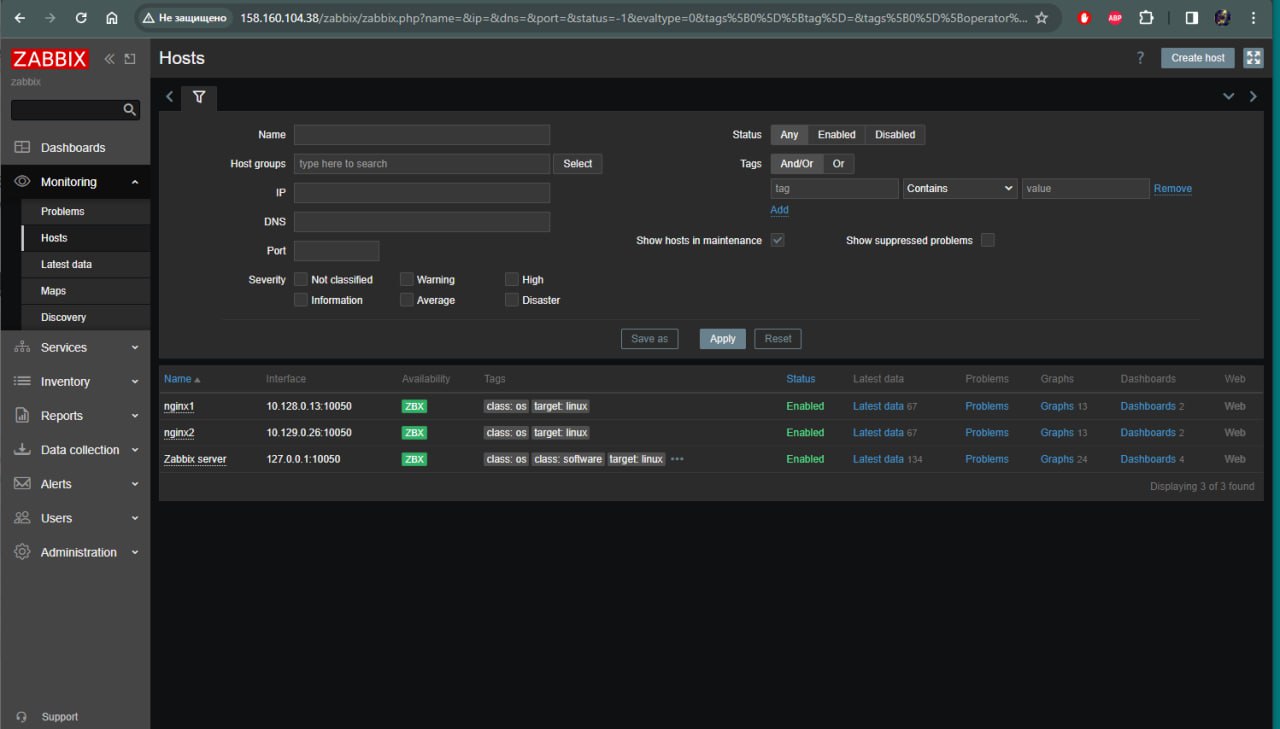 Не защищено 158.160.104.38/zabbix/zabbix.php?name=&ip=&dns=&port=&status=-1&evaltype=0&tags%5B0%5D%5Btag%5D=&tags%5B0%5D%5Boperator%... ABP
ZABBIX Hosts ? Create host
zabbix
Name Status Any Enabled Disabled
Dashboards
Host groups type here to search Select Tags And/Or Or
Monitoring
IP tag Contains value Remove
Problems
DNS Add
Hosts
Port Show hosts in maintenance Show suppressed problems
Latest data
Severity Not classified Warning High
Maps
Information Average Disaster
Discovery
Save as Apply Reset
Services
Inventory
Reports
Data collection
Alerts
Users
Administration
Support
Name Interface Availability Tags Status Latest data Problems Graphs Dashboards Web
nginx1 10.128.0.13:10050 ZBX class: os target: linux Enabled Latest data 67 Problems Graphs 13 Dashboards 2 Web
nginx2 10.129.0.26:10050 ZBX class: os target: linux Enabled Latest data 67 Problems Graphs 13 Dashboards 2 Web
Zabbix server 127.0.0.1:10050 ZBX class: os class: software target: linux ••• Enabled Latest data 134 Problems Graphs 24 Dashboards 4 Web
Displaying 3 of 3 found